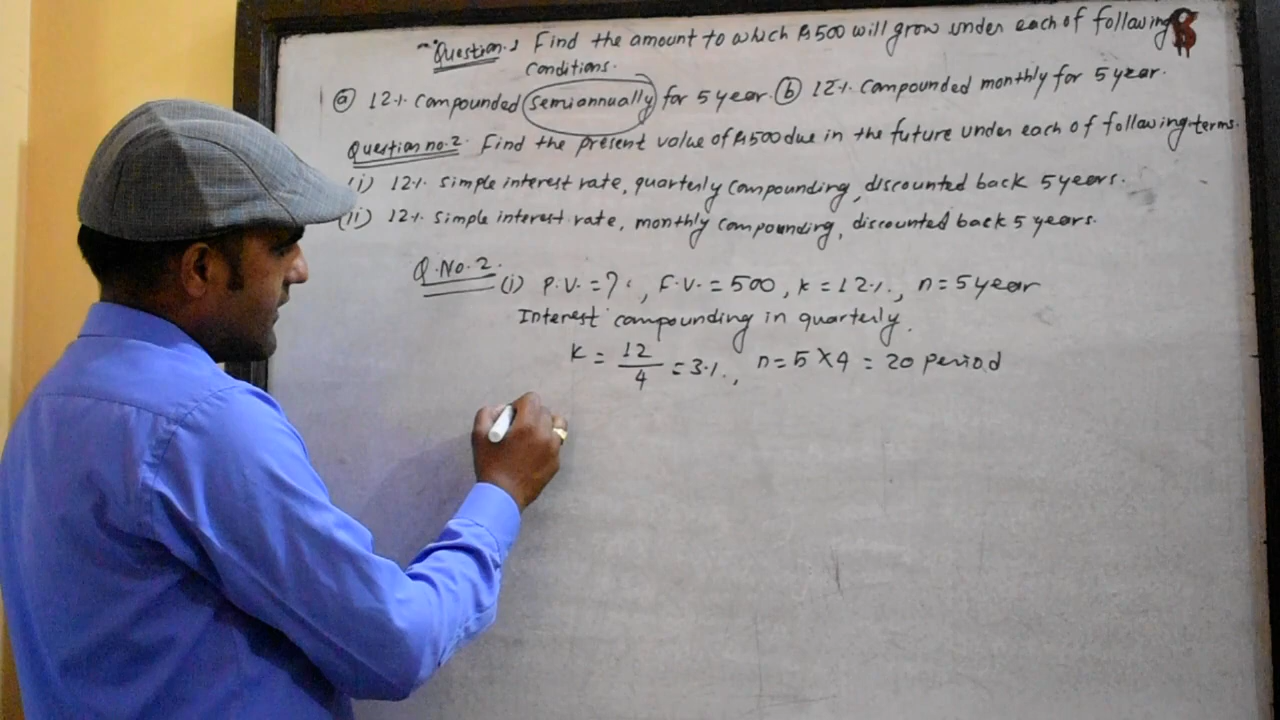 Question.1 Find the amount to which Rs500 will grow under each of following
conditions.
(a) 12% compounded semiannually for 5 year. (b) 12% compounded monthly for 5 year.
Question no.2. Find the present value of Rs500 due in the future under each of following terms.
(i) 12% simple interest rate, quarterly compounding, discounted back 5 years.
(ii) 12% simple interest rate, monthly compounding, discounted back 5 years.
Q.No.2.
(i) P.V. = ?, F.V. = 500, K = 12%, n = 5 year
Interest compounding in quarterly.
K = 12/4 = 3%, n = 5 × 4 = 20 period